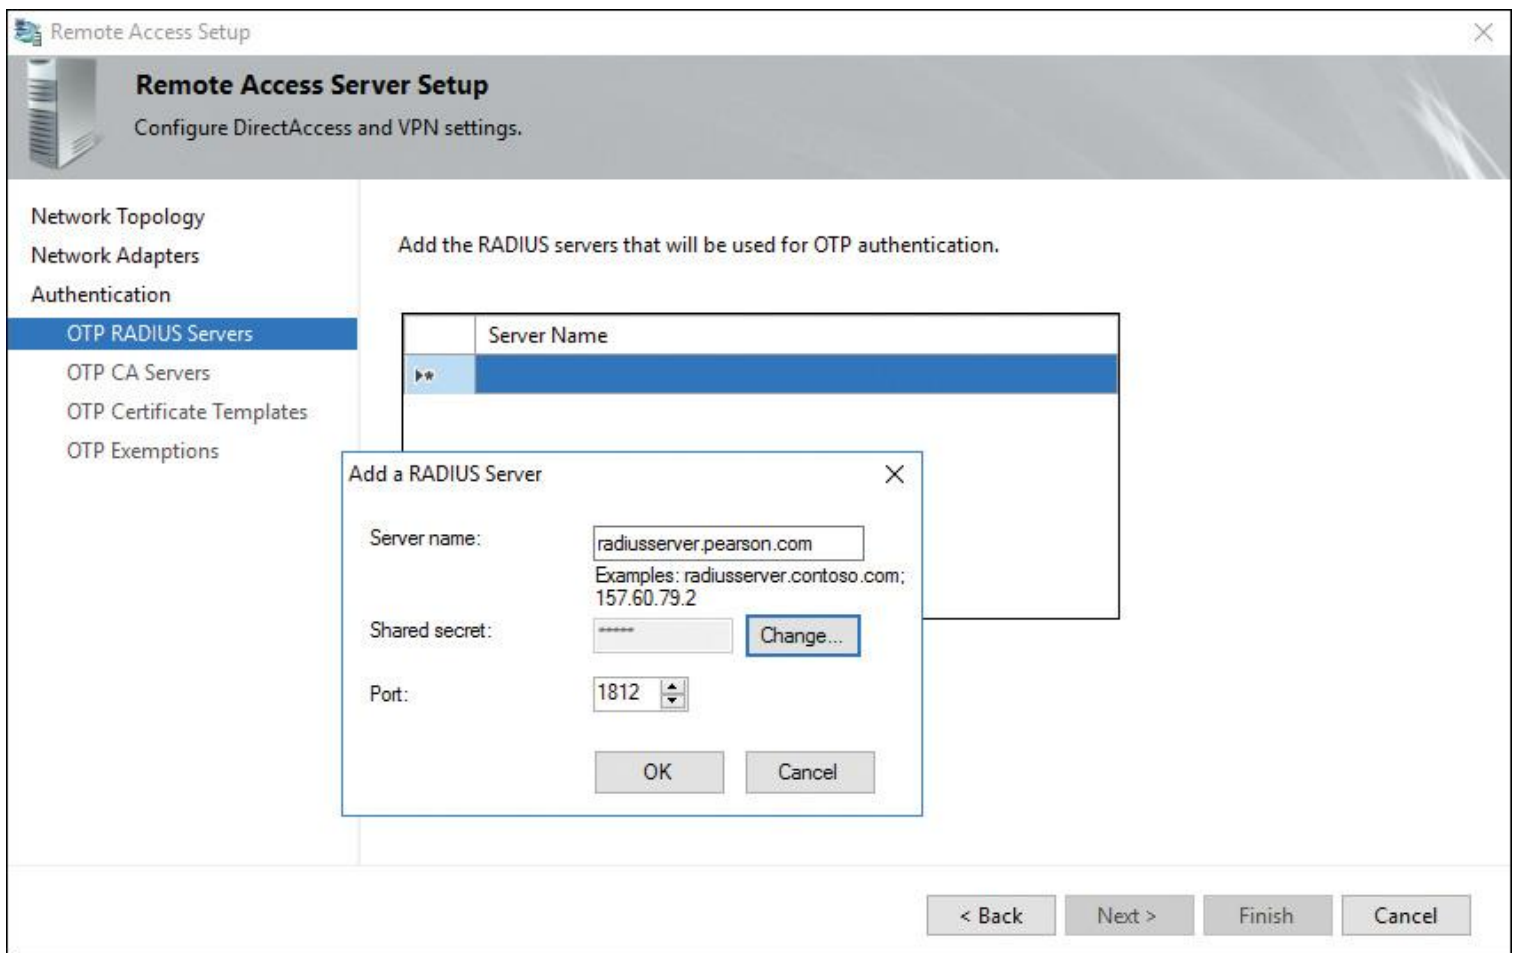 Remote Access Setup
Remote Access Server Setup
Configure DirectAccess and VPN settings.
Network Topology
Network Adapters
Authentication
OTP RADIUS Servers
OTP CA Servers
OTP Certificate Templates
OTP Exemptions
Add the RADIUS servers that will be used for OTP authentication.
Server Name
Add a RADIUS Server
Server name:
radiusserver.pearson.com
Examples: radiusserver.contoso.com;
157.60.79.2
Shared secret:
*****
Change...
Port:
1812
OK
Cancel
< Back
Next >
Finish
Cancel